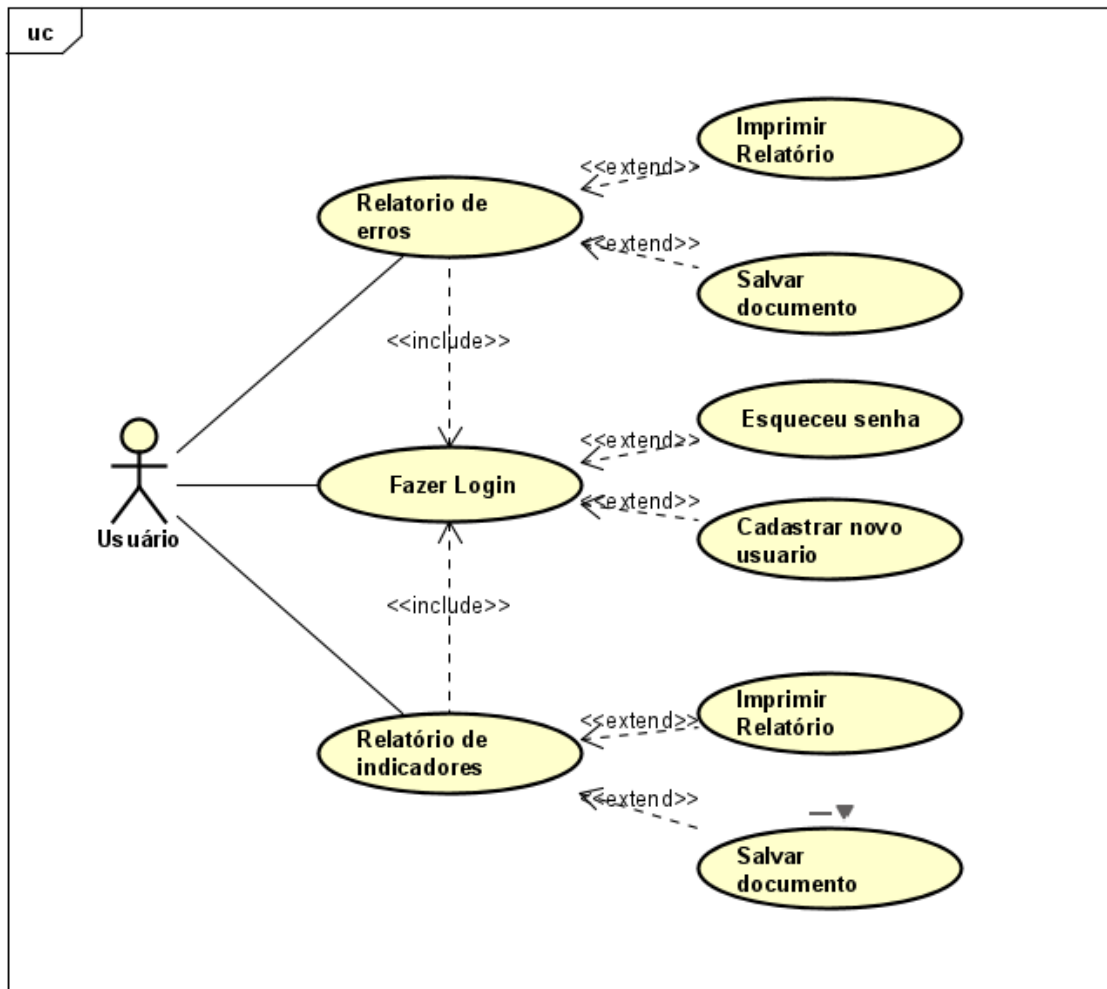 uc
Imprimir
Relatório
<<extend>>
Relatorio de
erros
<<extend>>
Salvar
documento
<<include>>
Esqueceu senha
<<extend>>
Fazer Login
<<extend>>
Cadastrar novo
usuario
Usuário
<<include>>
Imprimir
Relatório
<<extend>>
Relatório de
indicadores
<<extend>>
Salvar
documento